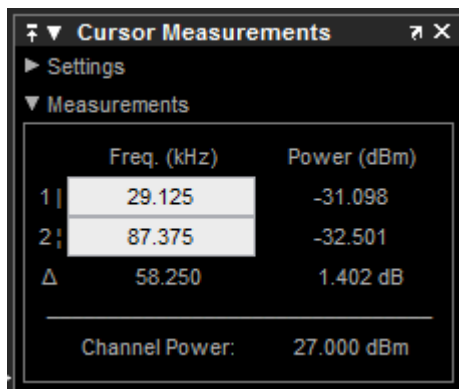 Cursor Measurements
Settings
Measurements
Freq. (kHz) Power (dBm)
1 | 29.125 -31.098
2 ¦ 87.375 -32.501
Δ 58.250 1.402 dB
Channel Power: 27.000 dBm